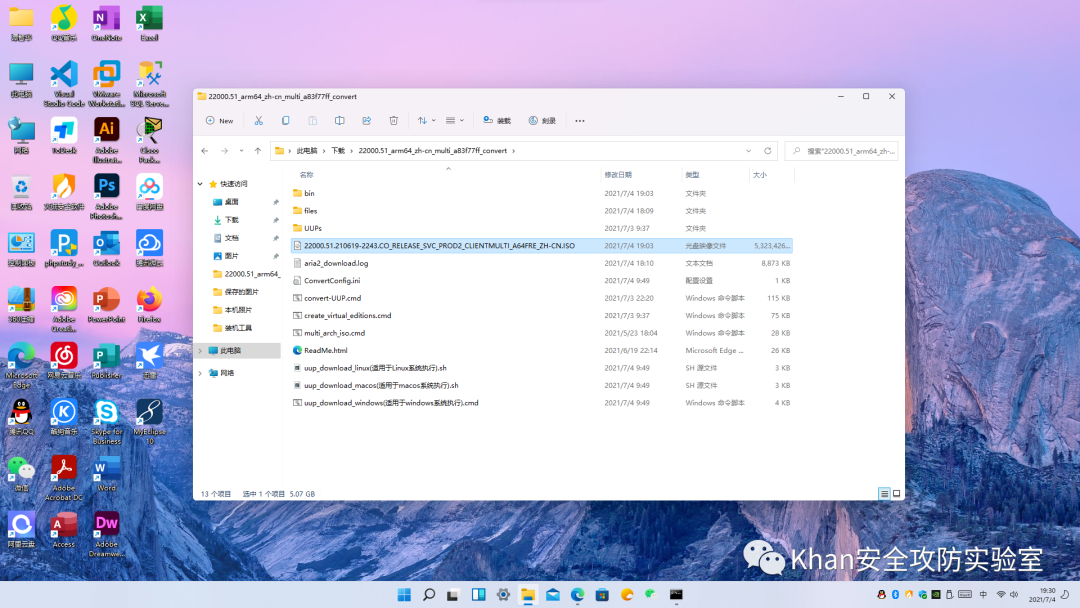 QQ音乐
OneNote
Excel
此电脑
Visual Studio Code
VMware Workstati...
Microsoft SQL Serve...
网络
ToDesk
Adobe Illustrat...
Cisco Pack...
回收站
火绒安全软件
Adobe Photosh...
百度网盘
控制面板
phpstudy_...
Outlook
360压缩
Adobe Creati...
PowerPoint
Firefox
Microsoft Edge
网易云音乐
Publisher
迅雷
腾讯QQ
酷狗音乐
Skype for Business
MyEclips... 10
微信
Adobe Acrobat DC
Word
阿里云盘
Access
Adobe Dreamwe...
22000.51_arm64_zh-cn_multi_a83f77ff_convert
New
装载
刻录
此电脑 › 下载 › 22000.51_arm64_zh-cn_multi_a83f77ff_convert ›
搜索"22000.51_arm64_zh-...
名称 修改日期 类型 大小
快速访问
桌面
下载
文档
图片
22000.51_arm64_
保存的图片
本机照片
装机工具
此电脑
网络
bin 2021/7/4 19:03 文件夹
files 2021/7/4 18:09 文件夹
UUPs 2021/7/3 9:37 文件夹
22000.51.210619-2243.CO_RELEASE_SVC_PROD2_CLIENTMULTI_A64FRE_ZH-CN.ISO 2021/7/4 19:03 光盘映像文件 5,323,426...
aria2_download.log 2021/7/4 18:10 文本文档 8,873 KB
ConvertConfig.ini 2021/7/4 9:49 配置设置 1 KB
convert-UUP.cmd 2021/7/3 22:20 Windows 命令脚本 115 KB
create_virtual_editions.cmd 2021/7/3 9:37 Windows 命令脚本 75 KB
multi_arch_iso.cmd 2021/5/23 18:04 Windows 命令脚本 28 KB
ReadMe.html 2021/6/19 22:14 Microsoft Edge ... 26 KB
uup_download_linux(适用于Linux系统执行).sh 2021/7/4 9:49 SH 源文件 3 KB
uup_download_macos(适用于macos系统执行).sh 2021/7/4 9:49 SH 源文件 3 KB
uup_download_windows(适用于windows系统执行).cmd 2021/7/4 9:49 Windows 命令脚本 4 KB
13 个项目 选中 1 个项目 5.07 GB
Khan安全攻防实验室
中
19:30
2021/7/4